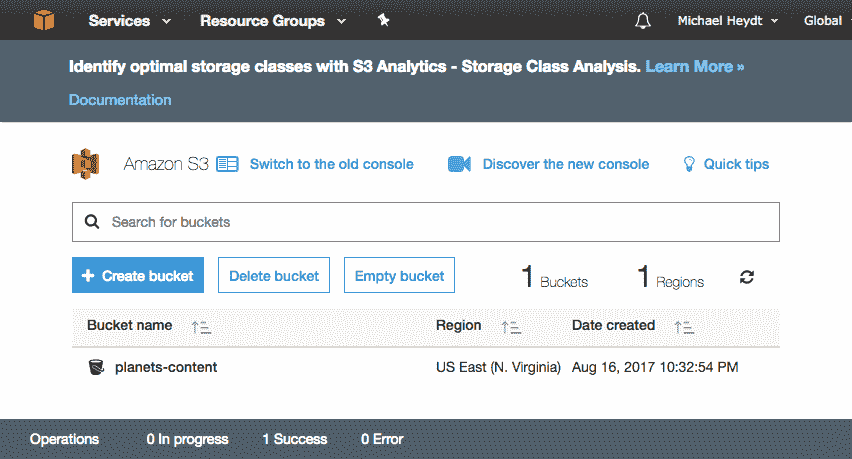 Services Resource Groups Michael Heydt Global
Identify optimal storage classes with S3 Analytics - Storage Class Analysis. Learn More »
Documentation
Amazon S3 Switch to the old console Discover the new console Quick tips
Search for buckets
Create bucket Delete bucket Empty bucket 1 Buckets 1 Regions
Bucket name Region Date created
planets-content US East (N. Virginia) Aug 16, 2017 10:32:54 PM
Operations 0 In progress 1 Success 0 Error